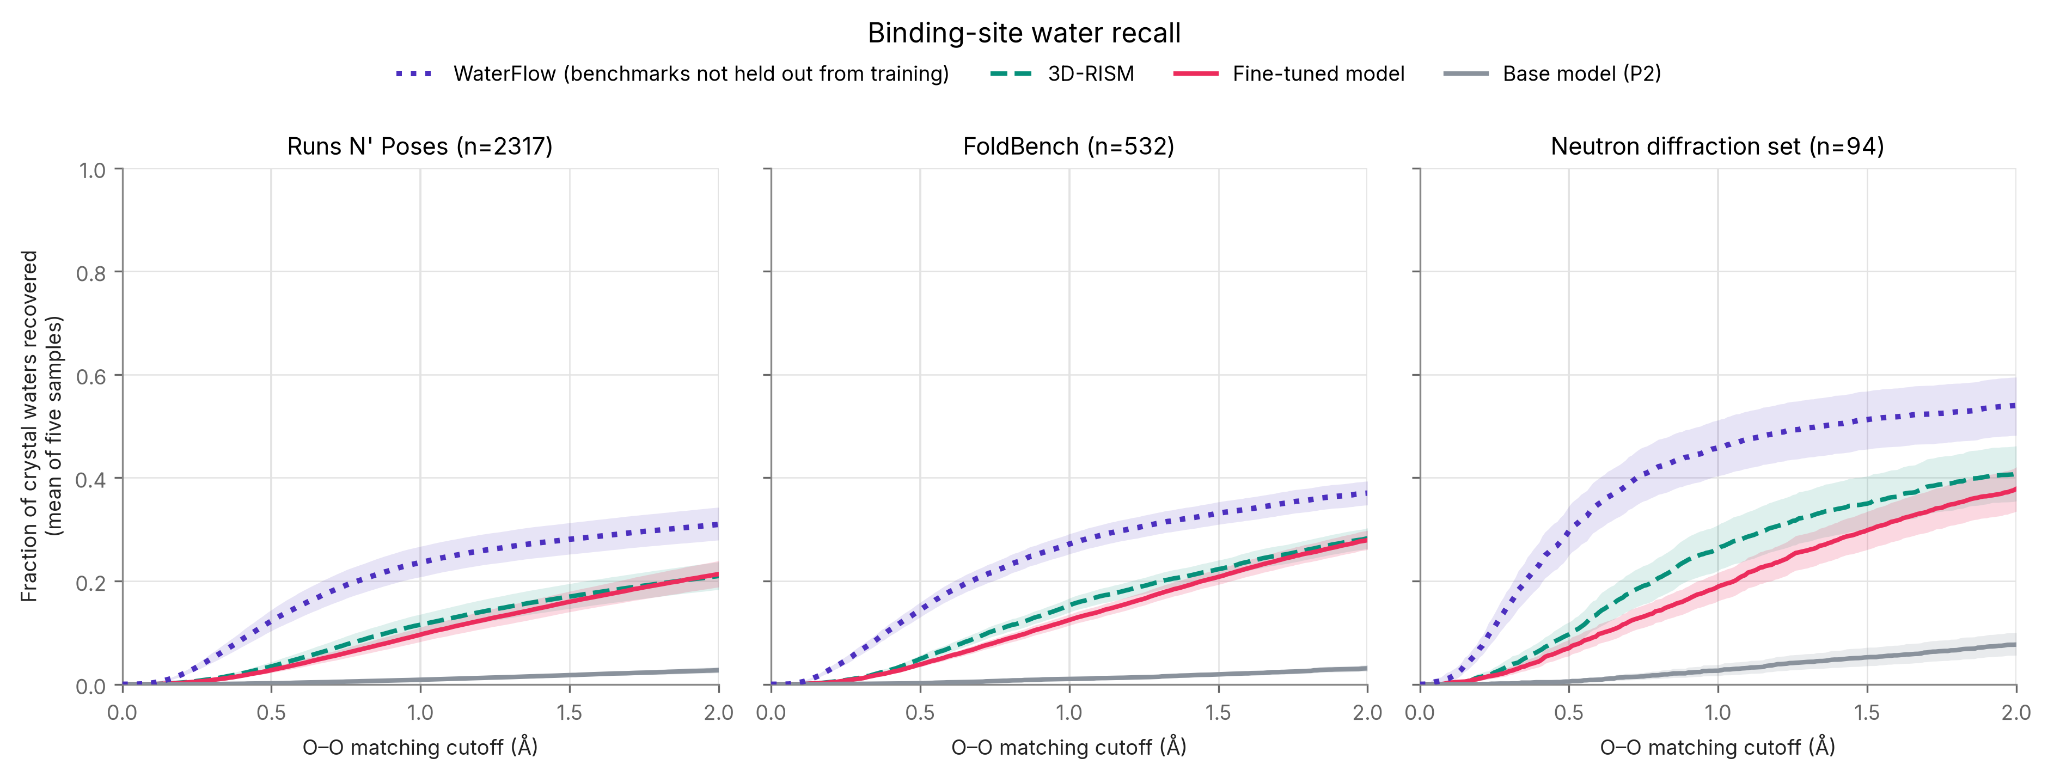 Binding-site water recall
WaterFlow (benchmarks not held out from training)
3D-RISM
Fine-tuned model
Base model (P2)
Runs N' Poses (n=2317)
FoldBench (n=532)
Neutron diffraction set (n=94)
Fraction of crystal waters recovered
(mean of five samples)
1.0
0.8
0.6
0.4
0.2
0.0
0.0 0.5 1.0 1.5 2.0
0.0 0.5 1.0 1.5 2.0
0.0 0.5 1.0 1.5 2.0
O–O matching cutoff (Å)
O–O matching cutoff (Å)
O–O matching cutoff (Å)